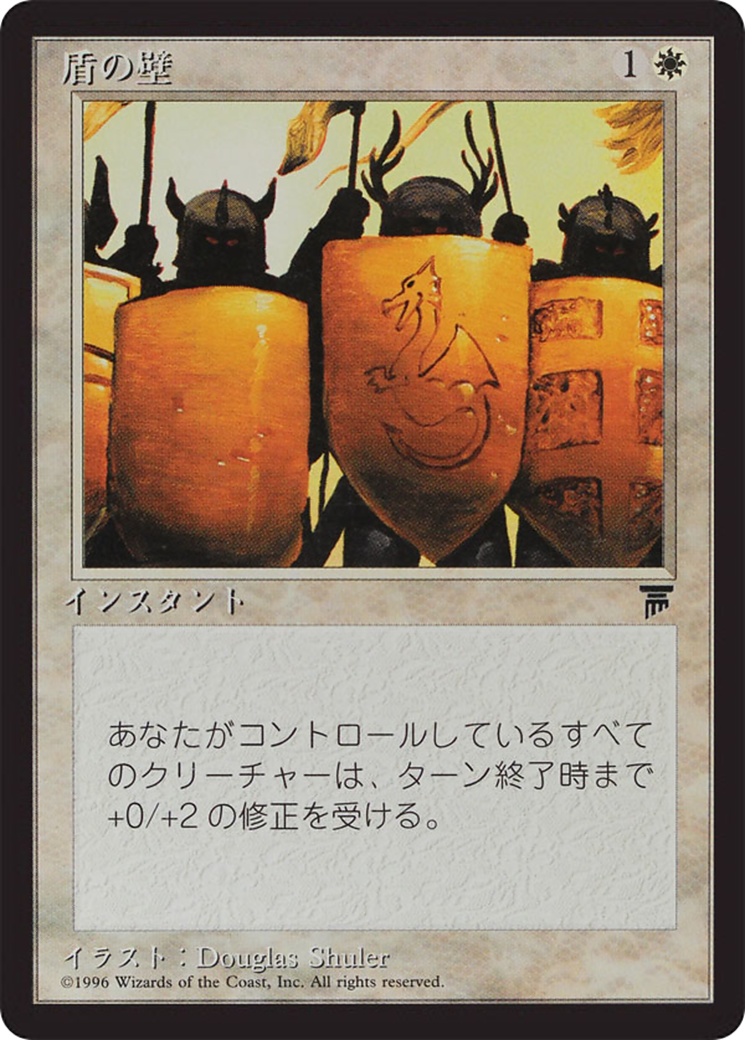 盾の壁 1
インスタント
あなたがコントロールしているすべて
のクリーチャーは、ターン終了時まで
+0/+2 の修正を受ける。
イラスト:Douglas Shuler
©1996 Wizards of the Coast, Inc. All rights reserved.